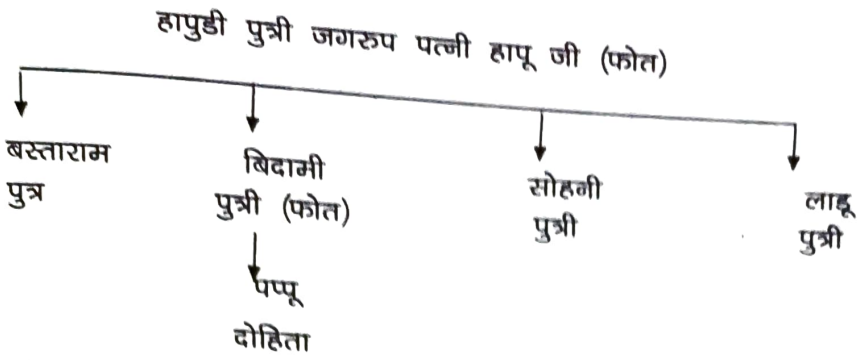 हापुडी पुत्री जगरुप पत्नी हापू जी (फोत)
बस्ताराम
पुत्र
बिदामी
पुत्री (फोत)
सोहनी
पुत्री
लाडू
पुत्री
पप्पू
दोहिता